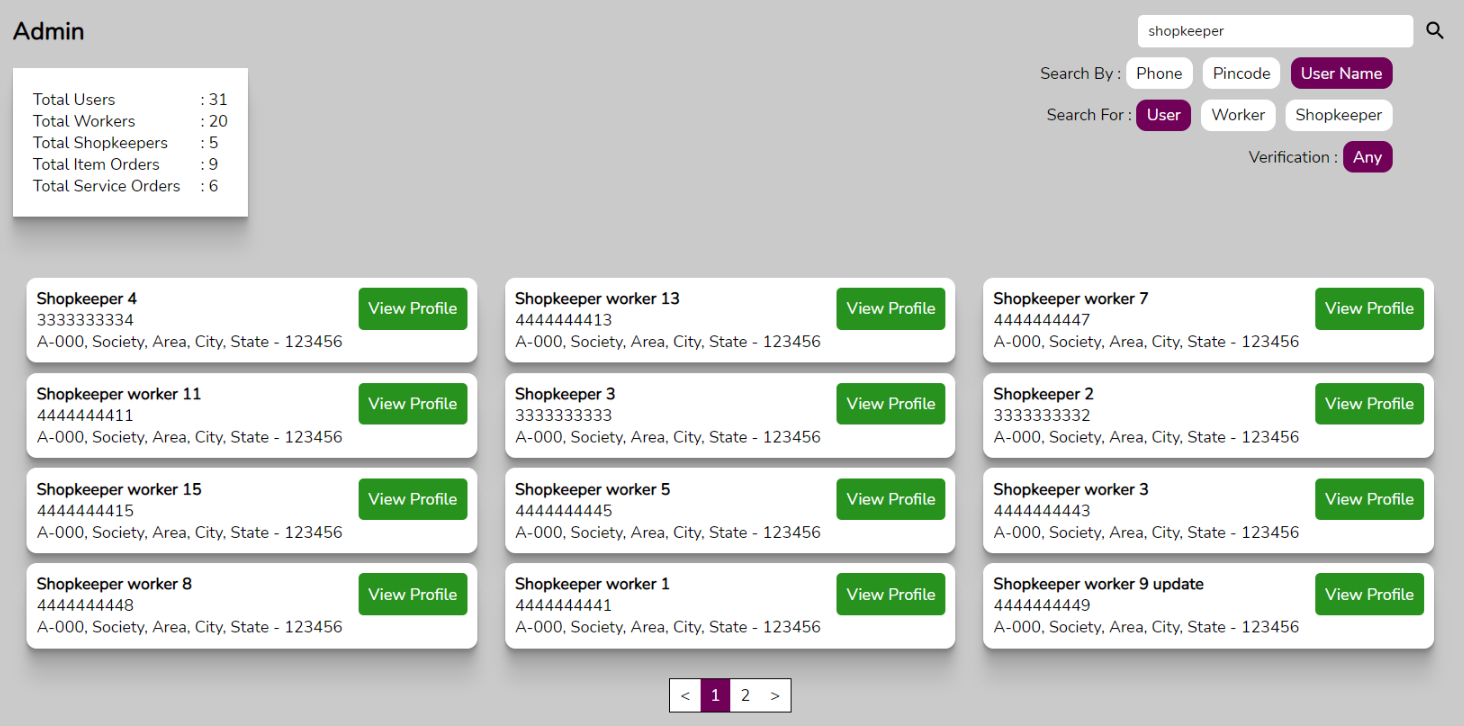 Admin
shopkeeper
Search By : Phone Pincode User Name
Search For : User Worker Shopkeeper
Verification : Any
Total Users : 31
Total Workers : 20
Total Shopkeepers : 5
Total Item Orders : 9
Total Service Orders : 6
Shopkeeper 4
3333333334
A-000, Society, Area, City, State - 123456
View Profile
Shopkeeper worker 13
4444444413
A-000, Society, Area, City, State - 123456
View Profile
Shopkeeper worker 7
4444444447
A-000, Society, Area, City, State - 123456
View Profile
Shopkeeper worker 11
4444444411
A-000, Society, Area, City, State - 123456
View Profile
Shopkeeper 3
3333333333
A-000, Society, Area, City, State - 123456
View Profile
Shopkeeper 2
3333333332
A-000, Society, Area, City, State - 123456
View Profile
Shopkeeper worker 15
4444444415
A-000, Society, Area, City, State - 123456
View Profile
Shopkeeper worker 5
4444444445
A-000, Society, Area, City, State - 123456
View Profile
Shopkeeper worker 3
4444444443
A-000, Society, Area, City, State - 123456
View Profile
Shopkeeper worker 8
4444444448
A-000, Society, Area, City, State - 123456
View Profile
Shopkeeper worker 1
4444444441
A-000, Society, Area, City, State - 123456
View Profile
Shopkeeper worker 9 update
4444444449
A-000, Society, Area, City, State - 123456
View Profile
< 1 2 >